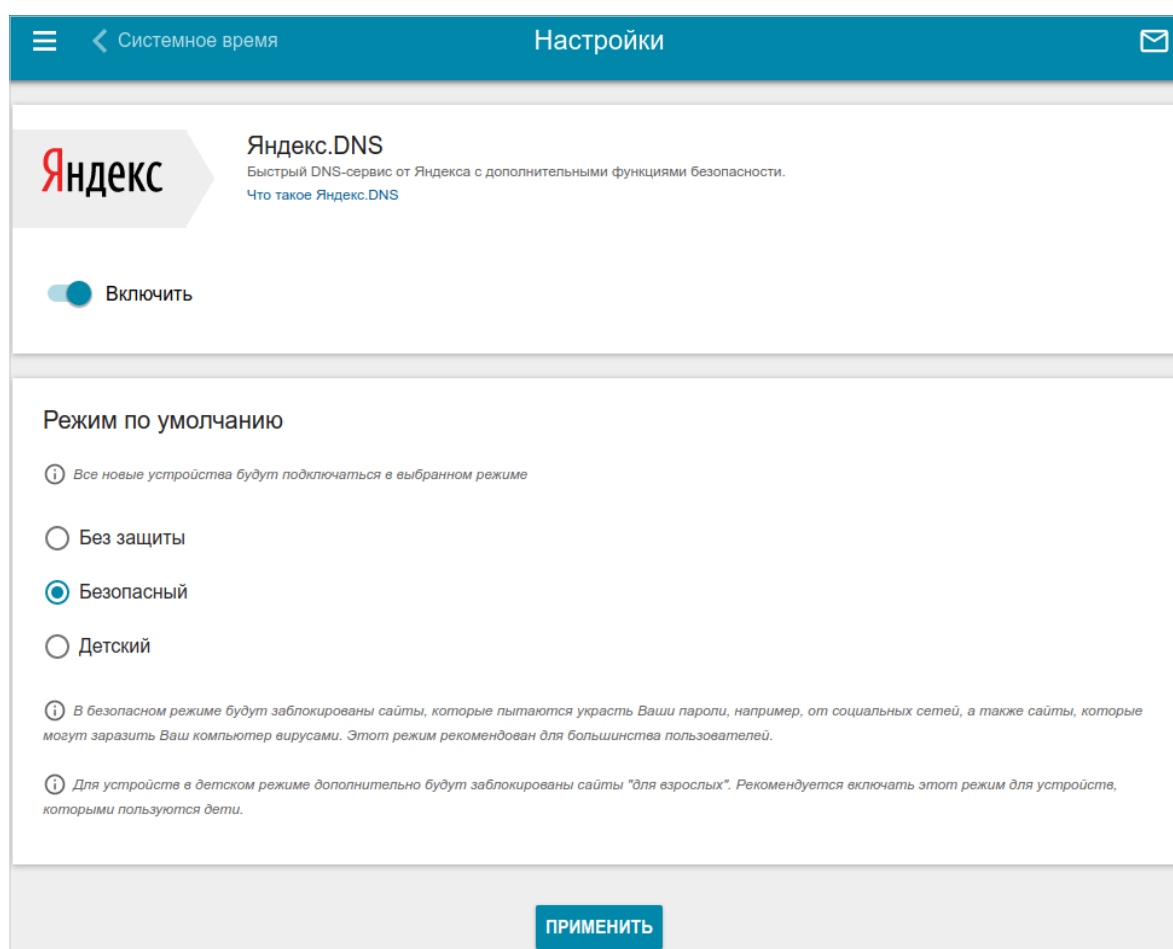 Системное время
Настройки
Яндекс
Яндекс.DNS
Быстрый DNS-сервис от Яндекса с дополнительными функциями безопасности.
Что такое Яндекс.DNS
Включить
Режим по умолчанию
Все новые устройства будут подключаться в выбранном режиме
Без защиты
Безопасный
Детский
В безопасном режиме будут заблокированы сайты, которые пытаются украсть Ваши пароли, например, от социальных сетей, а также сайты, которые
могут заразить Ваш компьютер вирусами. Этот режим рекомендован для большинства пользователей.
Для устройств в детском режиме дополнительно будут заблокированы сайты "для взрослых". Рекомендуется включать этот режим для устройств,
которыми пользуются дети.
ПРИМЕНИТЬ